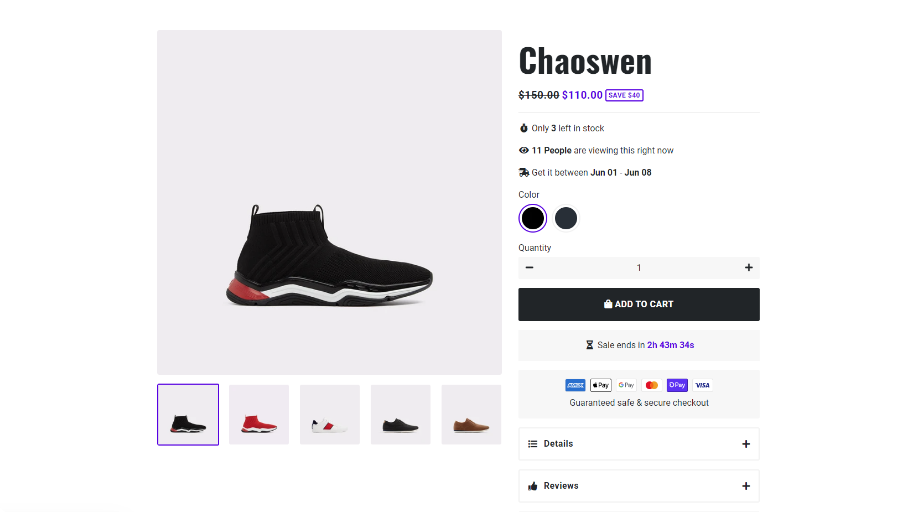 Chaoswen
$150.00 $110.00 SAVE $40
Only 3 left in stock
11 People are viewing this right now
Get it between Jun 01 - Jun 08
Color
Quantity
1
ADD TO CART
Sale ends in 2h 43m 34s
AMEX Pay G Pay Pay VISA
Guaranteed safe & secure checkout
Details
Reviews